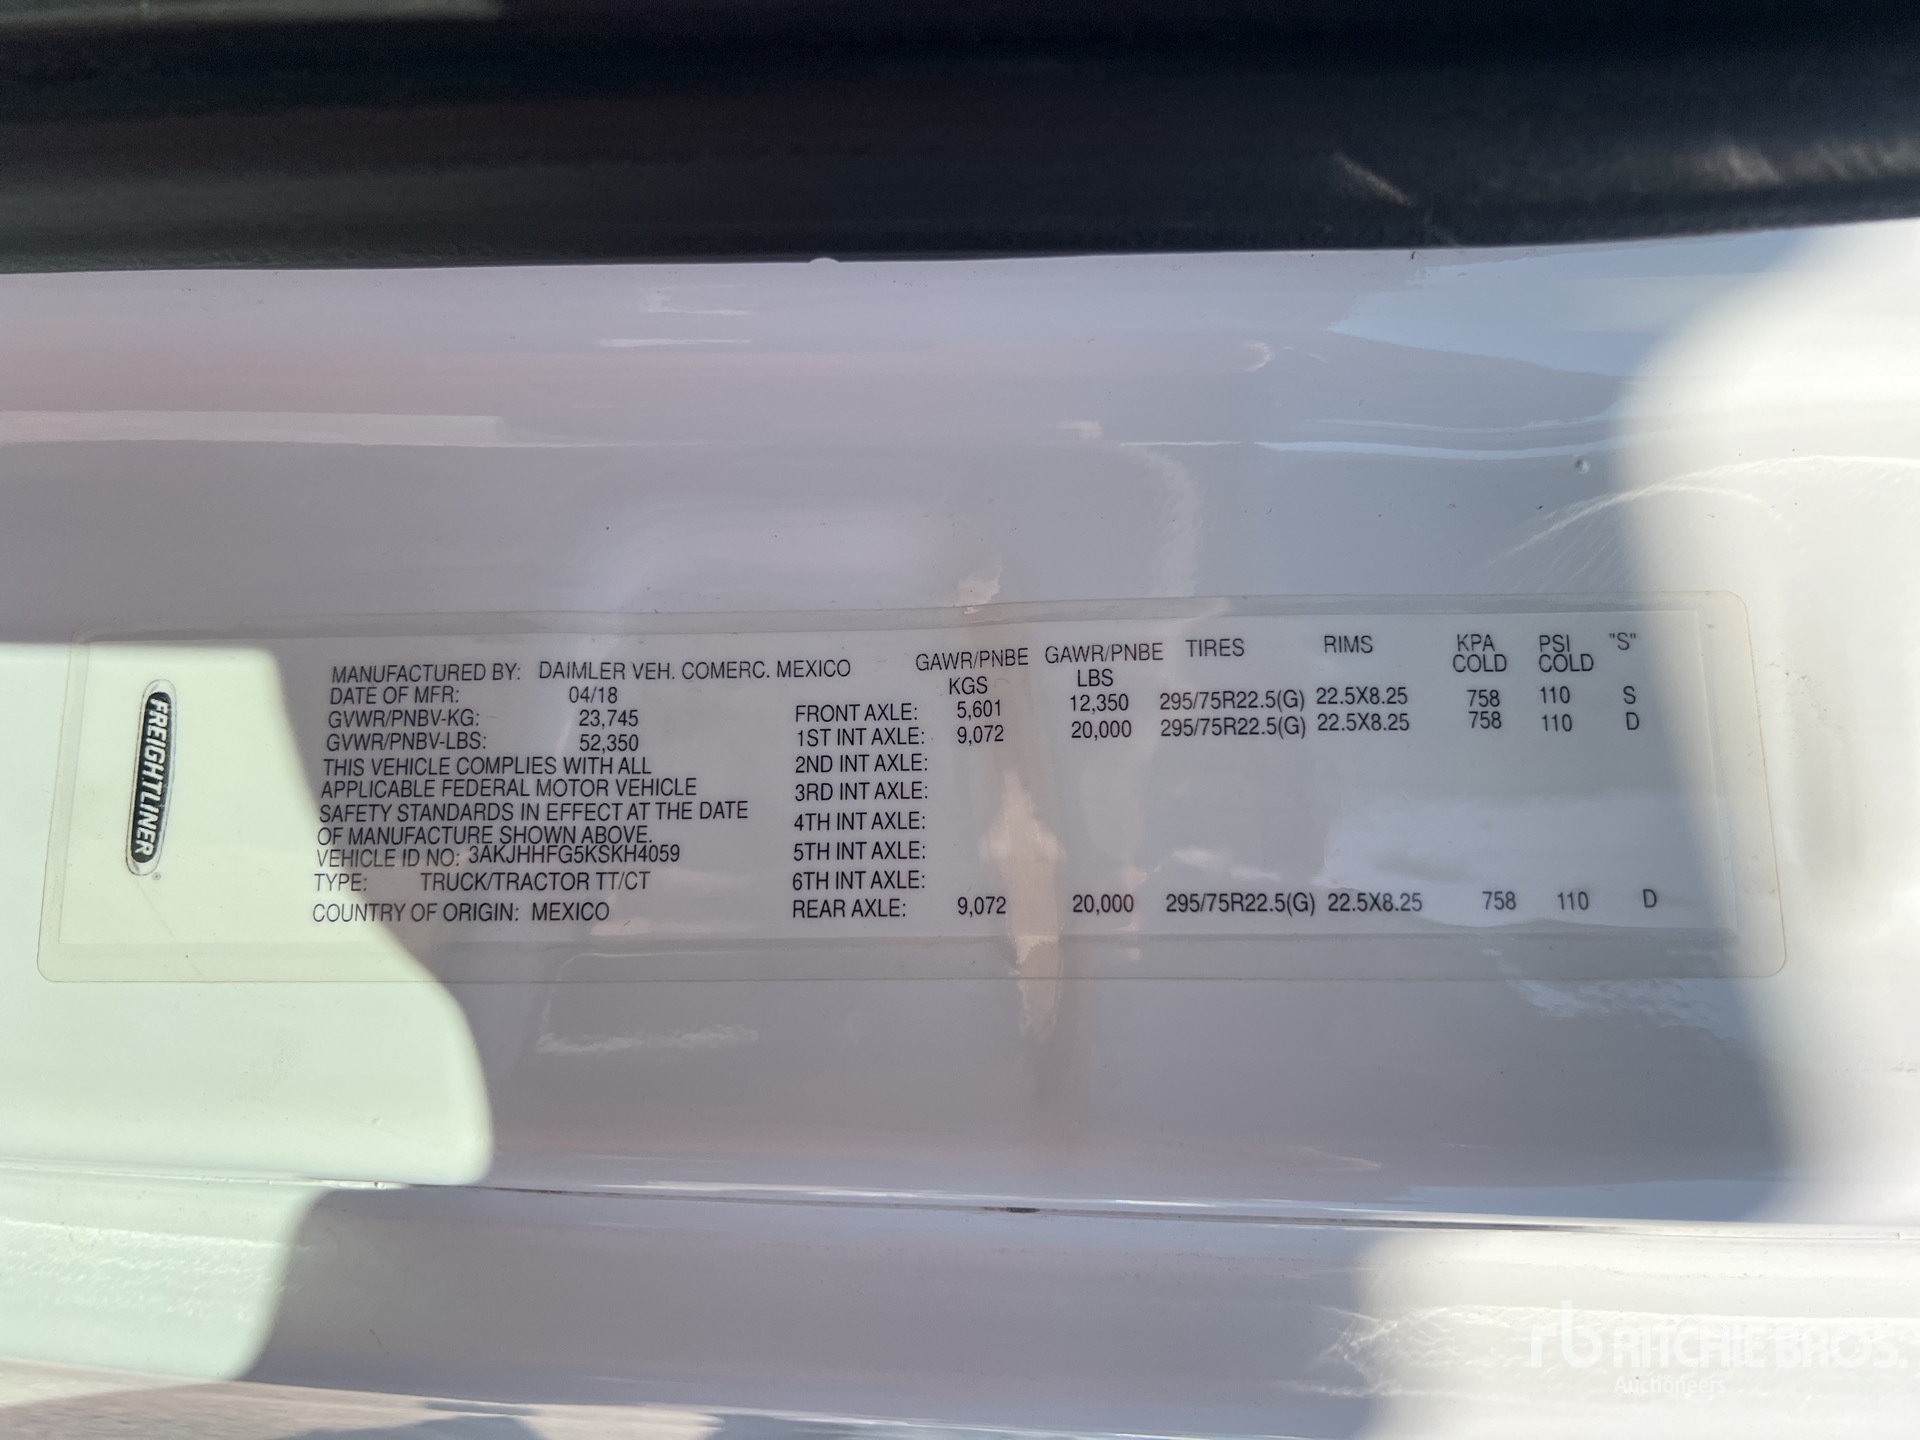 FREIGHTLINER
MANUFACTURED BY: DAIMLER VEH. COMERC. MEXICO
DATE OF MFR: 04/18
GVWR/PNBV-KG: 23,745
GVWR/PNBV-LBS: 52,350
THIS VEHICLE COMPLIES WITH ALL
APPLICABLE FEDERAL MOTOR VEHICLE
SAFETY STANDARDS IN EFFECT AT THE DATE
OF MANUFACTURE SHOWN ABOVE.
VEHICLE ID NO: 3AKJHHFG5KSKH4059
TYPE: TRUCK/TRACTOR TT/CT
COUNTRY OF ORIGIN: MEXICO
GAWR/PNBE GAWR/PNBE TIRES RIMS KPA PSI "S"
KGS LBS COLD COLD
FRONT AXLE: 5,601 12,350 295/75R22.5(G) 22.5X8.25 758 110 S
1ST INT AXLE: 9,072 20,000 295/75R22.5(G) 22.5X8.25 758 110 D
2ND INT AXLE:
3RD INT AXLE:
4TH INT AXLE:
5TH INT AXLE:
6TH INT AXLE:
REAR AXLE: 9,072 20,000 295/75R22.5(G) 22.5X8.25 758 110 D
rb RITCHIE BROS.
Auctioneers